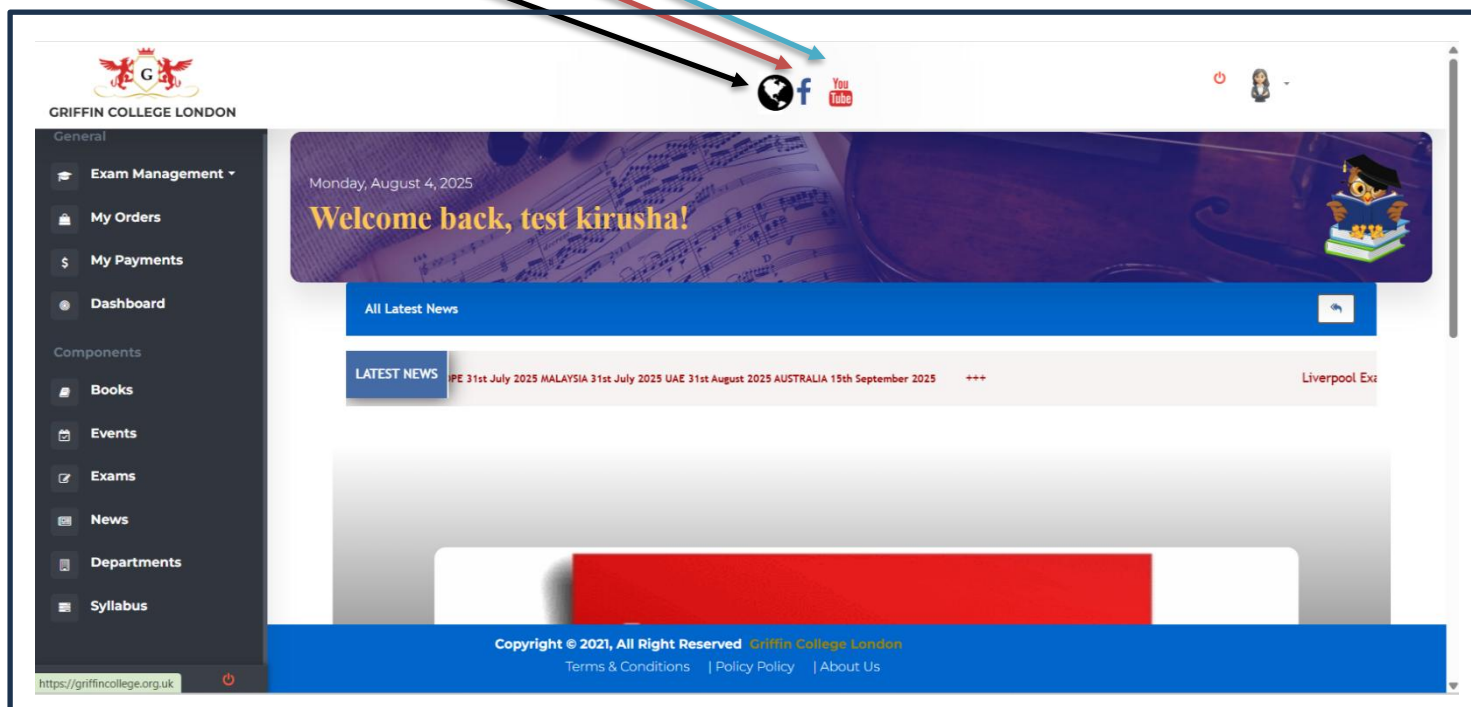 G
GRIFFIN COLLEGE LONDON
f You Tube
General
Exam Management
My Orders
My Payments
Dashboard
Components
Books
Events
Exams
News
Departments
Syllabus
https://griffincollege.org.uk
Monday, August 4, 2025
Welcome back, test kirusha!
All Latest News
LATEST NEWS
31st July 2025 MALAYSIA 31st July 2025 UAE 31st August 2025 AUSTRALIA 15th September 2025 +++ Liverpool
Copyright © 2021, All Right Reserved Griffin College London
Terms & Conditions | Policy Policy | About Us